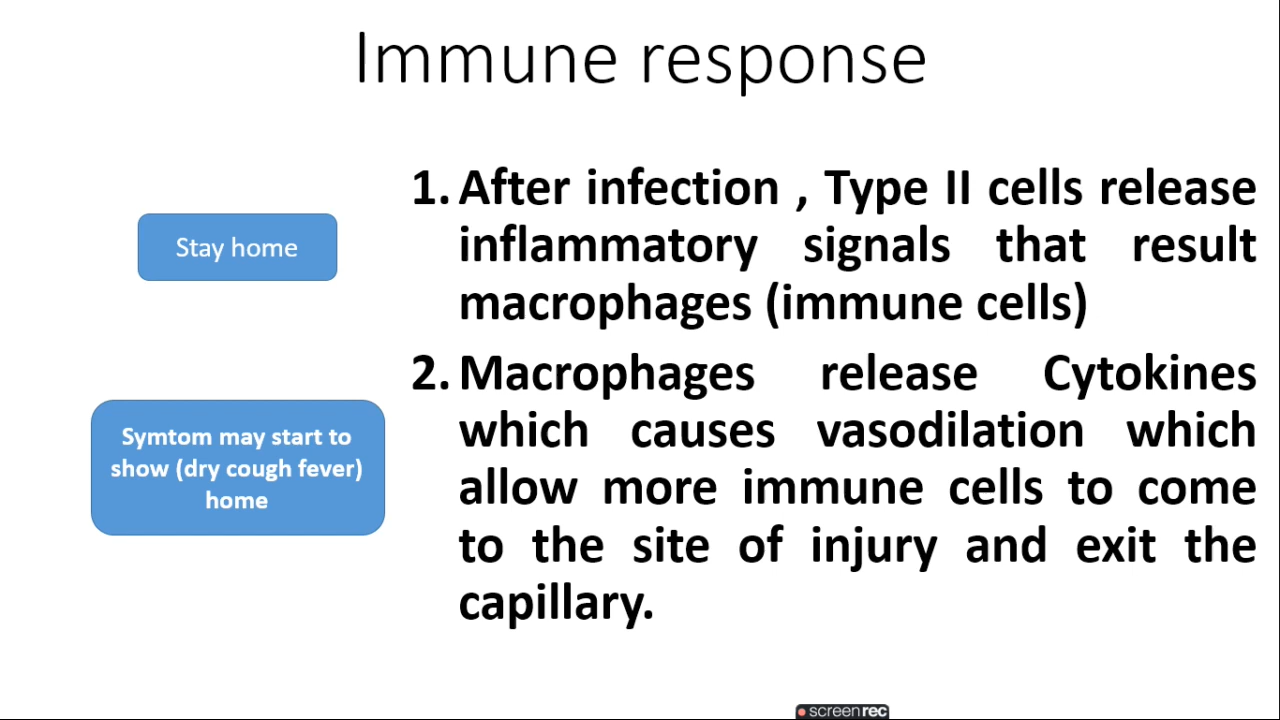 Immune response
Stay home
Symtom may start to
show (dry cough fever)
home
1. After infection , Type II cells release
inflammatory signals that result
macrophages (immune cells)
2. Macrophages release Cytokines
which causes vasodilation which
allow more immune cells to come
to the site of injury and exit the
capillary.
screenrec